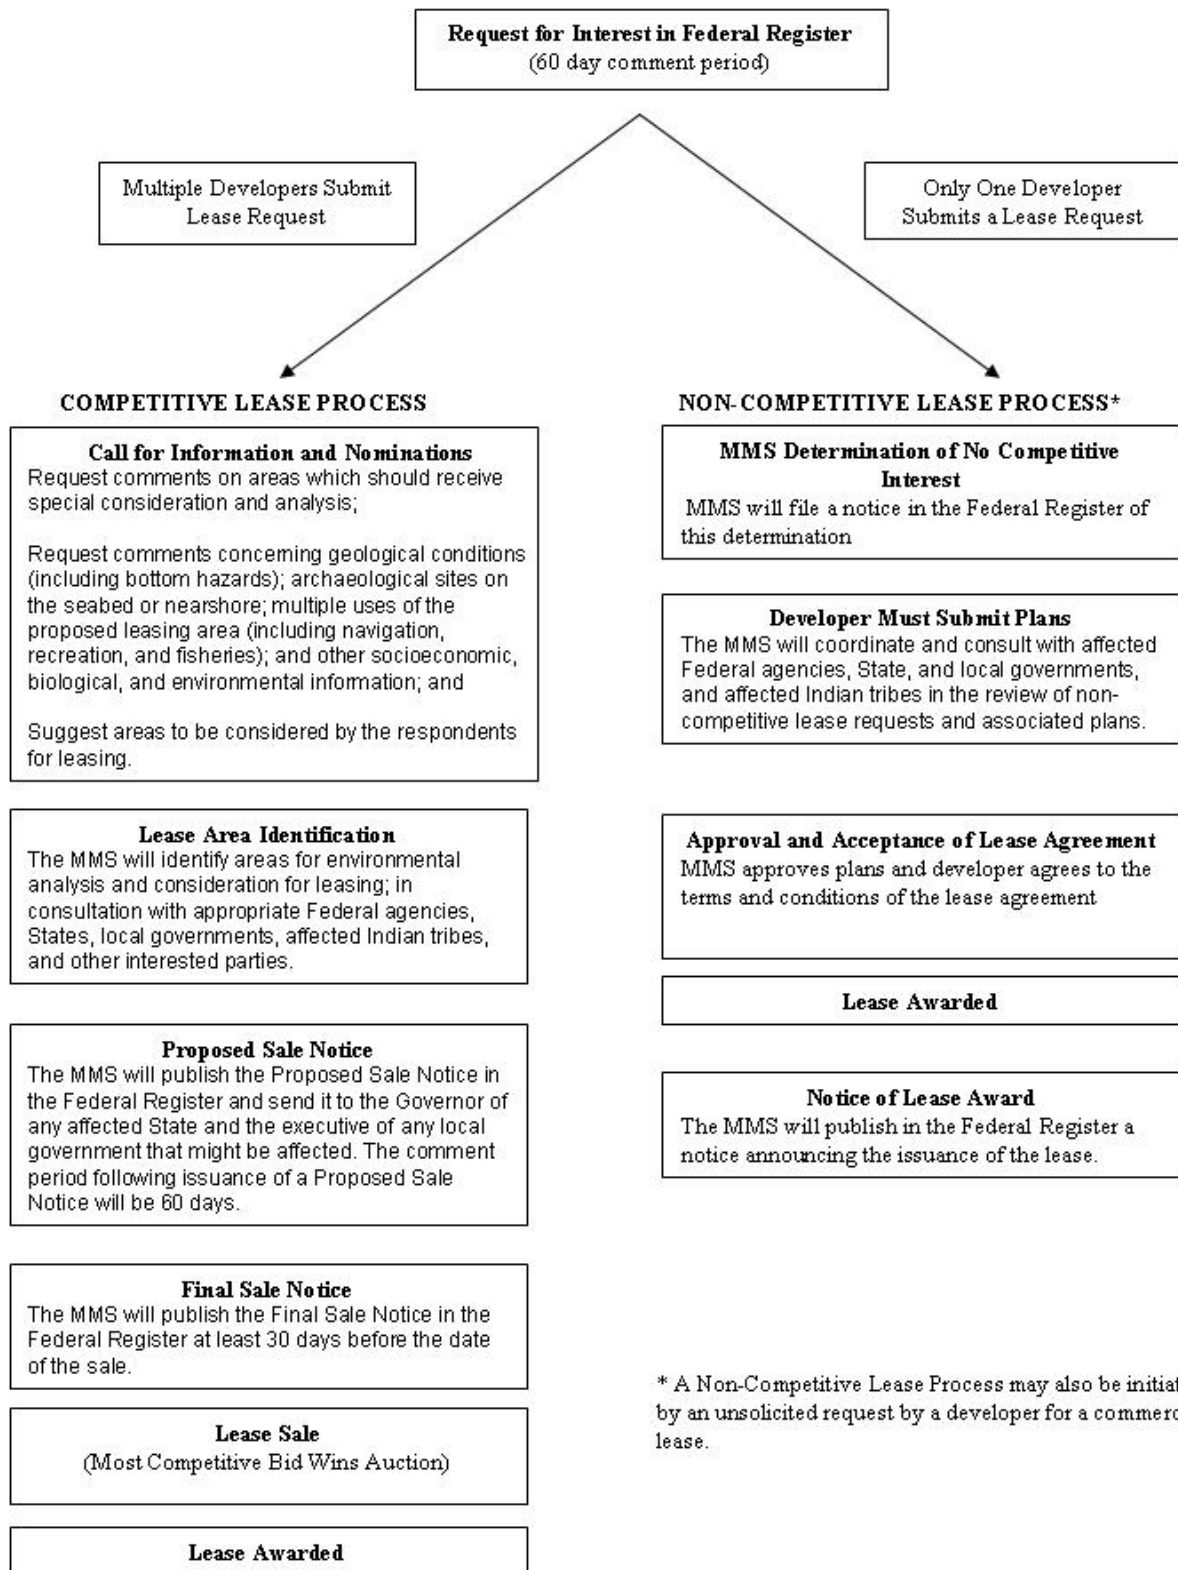 Request for Interest in Federal Register
(60 day comment period)
Multiple Developers Submit
Lease Request
Only One Developer
Submits a Lease Request
COMPETITIVE LEASE PROCESS
Call for Information and Nominations
Request comments on areas which should receive
special consideration and analysis;
Request comments concerning geological conditions
(including bottom hazards); archaeological sites on
the seabed or nearshore; multiple uses of the
proposed leasing area (including navigation,
recreation, and fisheries); and other socioeconomic,
biological, and environmental information; and
Suggest areas to be considered by the respondents
for leasing.
Lease Area Identification
The MMS will identify areas for environmental
analysis and consideration for leasing; in
consultation with appropriate Federal agencies,
States, local governments, affected Indian tribes,
and other interested parties.
Proposed Sale Notice
The MMS will publish the Proposed Sale Notice in
the Federal Register and send it to the Governor of
any affected State and the executive of any local
government that might be affected. The comment
period following issuance of a Proposed Sale
Notice will be 60 days.
Final Sale Notice
The MMS will publish the Final Sale Notice in the
Federal Register at least 30 days before the date
of the sale.
Lease Sale
(Most Competitive Bid Wins Auction)
Lease Awarded
NON-COMPETITIVE LEASE PROCESS*
MMS Determination of No Competitive
Interest
MMS will file a notice in the Federal Register of
this determination
Developer Must Submit Plans
The MMS will coordinate and consult with affected
Federal agencies, State, and local governments,
and affected Indian tribes in the review of non-
competitive lease requests and associated plans.
Approval and Acceptance of Lease Agreement
MMS approves plans and developer agrees to the
terms and conditions of the lease agreement
Lease Awarded
Notice of Lease Award
The MMS will publish in the Federal Register a
notice announcing the issuance of the lease.
* A Non-Competitive Lease Process may also be
by an unsolicited request by a developer for a
lease.